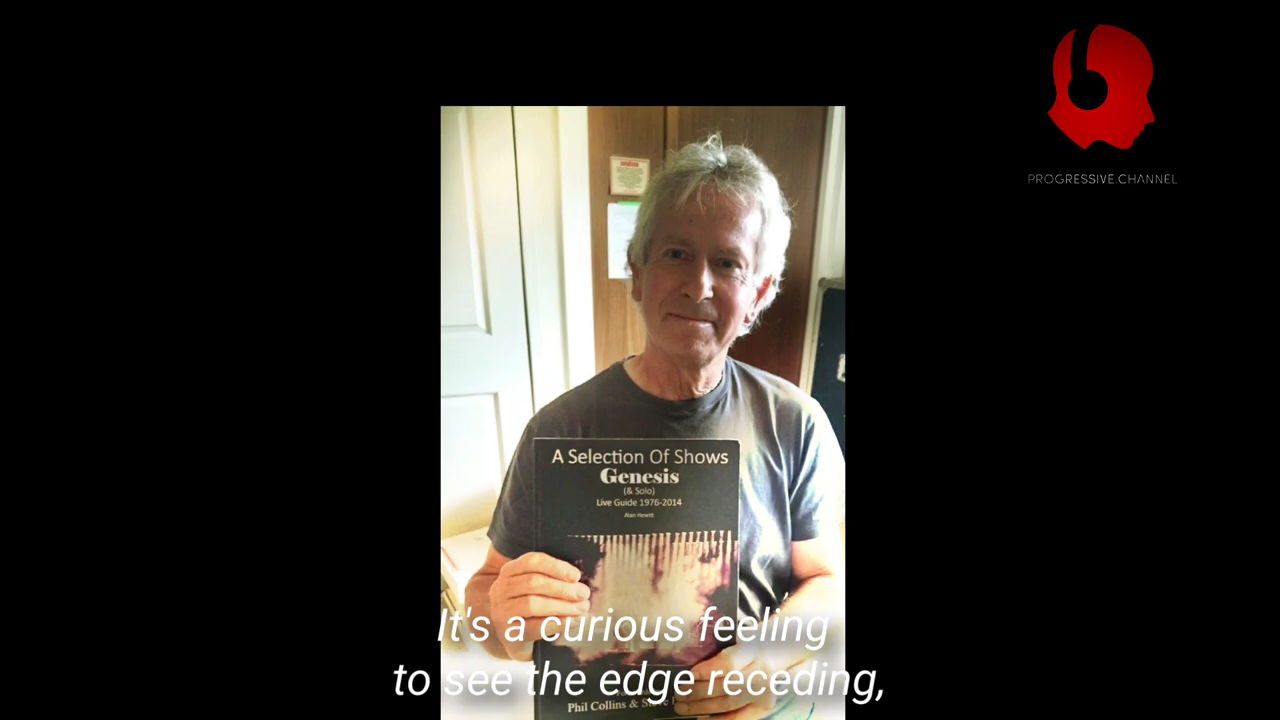 PROGRESSIVE.CHANNEL
A Selection Of Shows
Genesis
(& Solo)
Live Guide 1976-2014
Alan Hewitt
It's a curious feeling
to see the edge receding,
Phil Collins &